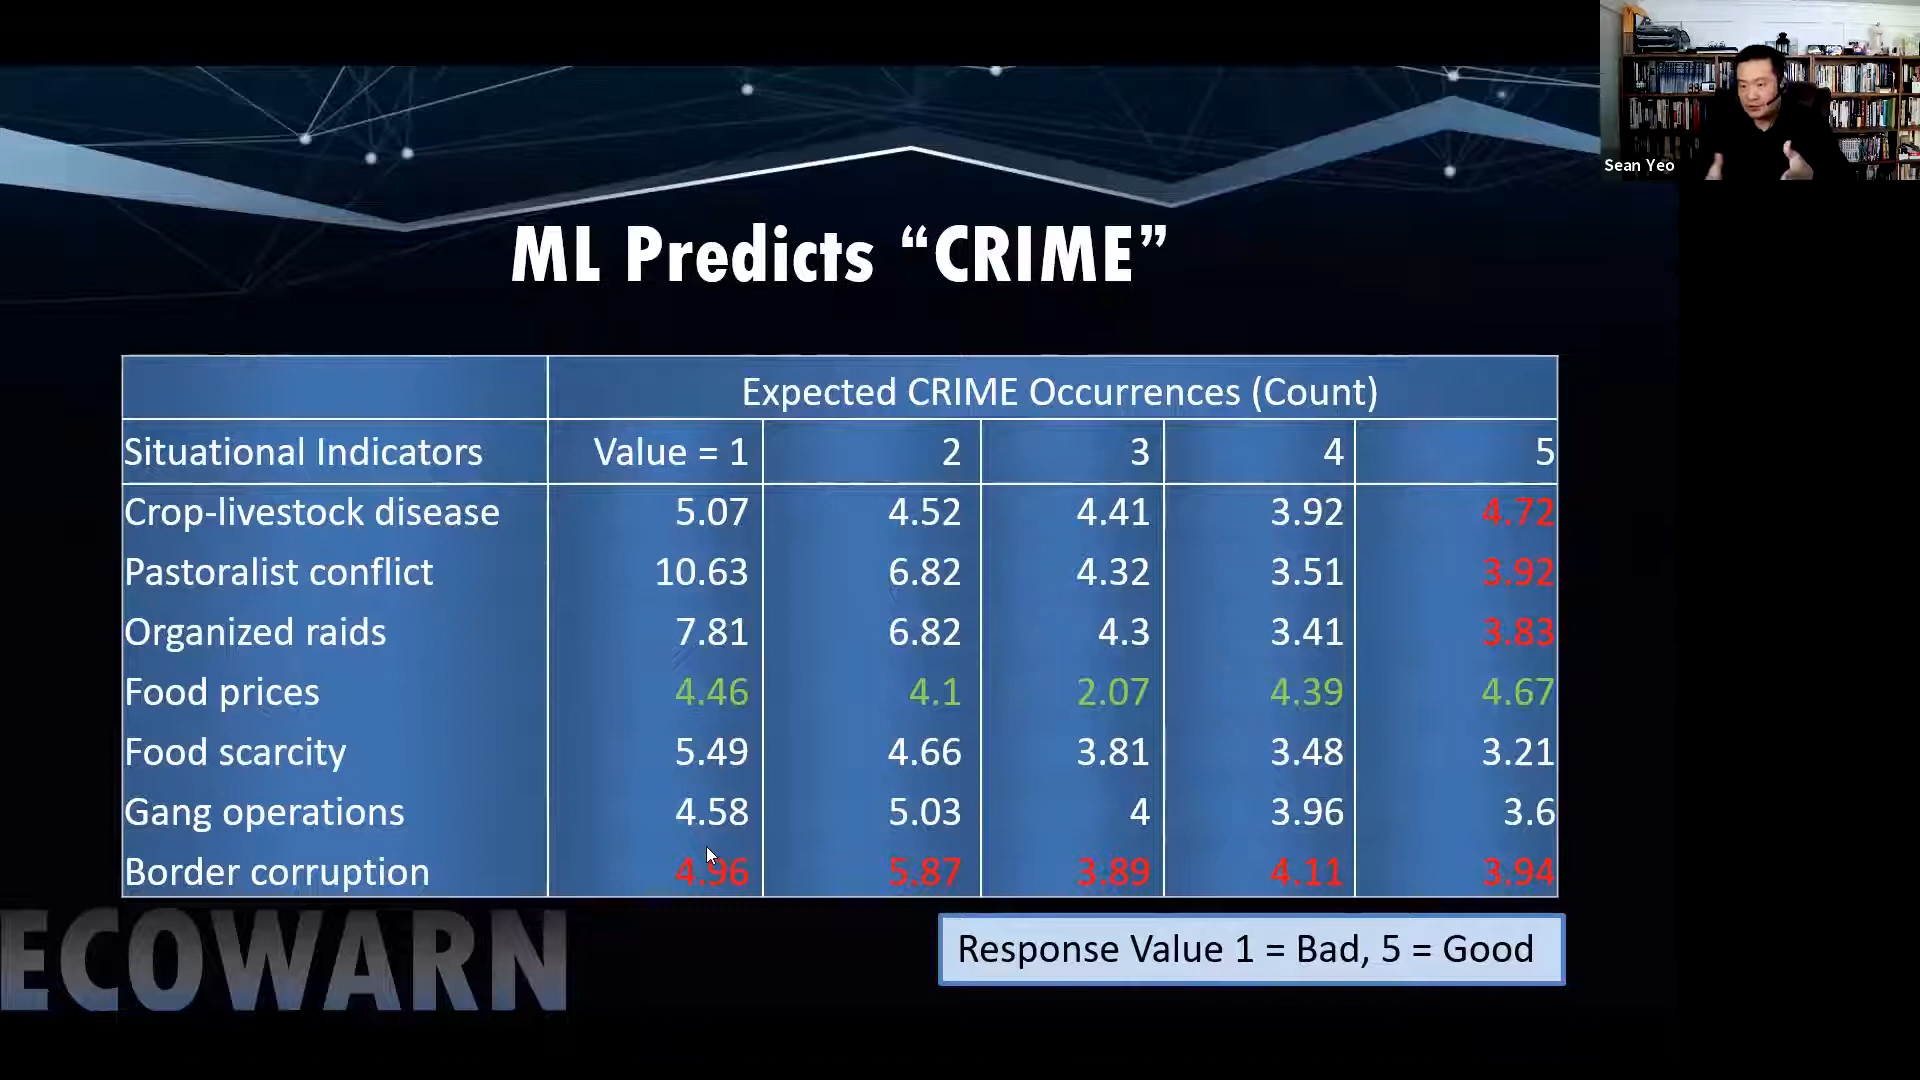 Sean Yeo
ML Predicts “CRIME”
Expected CRIME Occurrences (Count)
Situational Indicators Value = 1 2 3 4 5
Crop-livestock disease 5.07 4.52 4.41 3.92 4.72
Pastoralist conflict 10.63 6.82 4.32 3.51 3.92
Organized raids 7.81 6.82 4.3 3.41 3.83
Food prices 4.46 4.1 2.07 4.39 4.67
Food scarcity 5.49 4.66 3.81 3.48 3.21
Gang operations 4.58 5.03 4 3.96 3.6
Border corruption 4.96 5.87 3.89 4.11 3.94
ECOWARN
Response Value 1 = Bad, 5 = Good